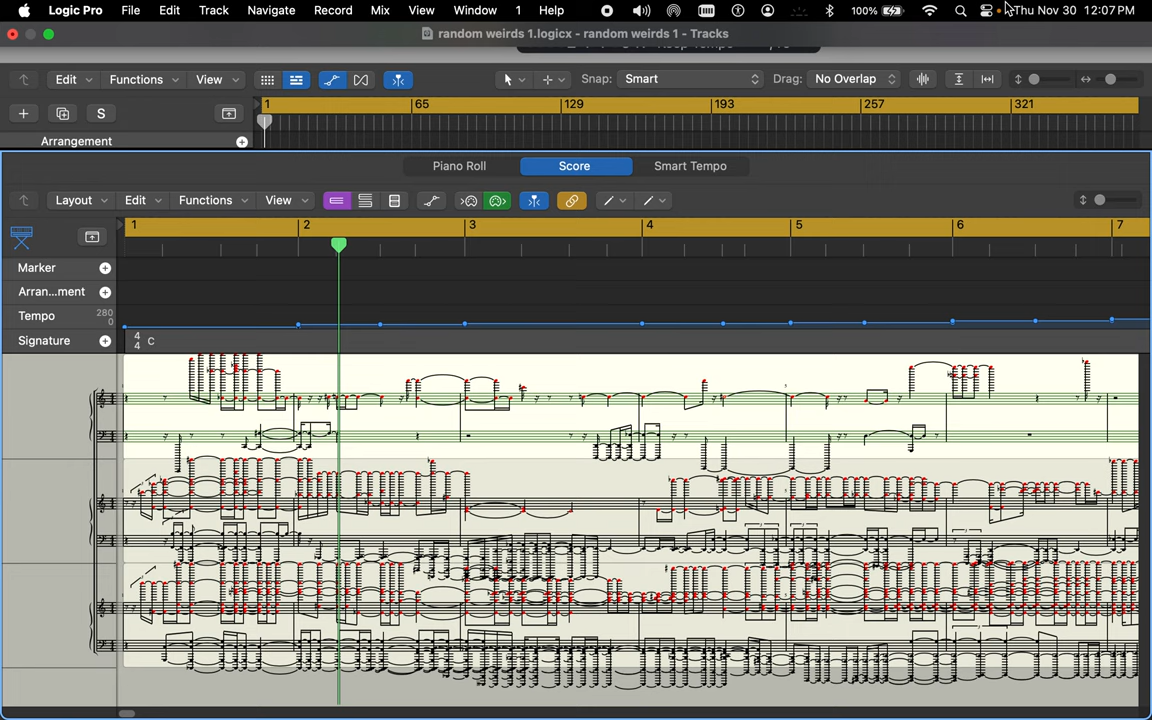 Logic Pro File Edit Track Navigate Record Mix View Window 1 Help 100% Thu Nov 30 12:07 PM
random weirds 1.logicx - random weirds 1 - Tracks
Edit Functions View Snap: Smart Drag: No Overlap
S 1 65 129 193 257 321
Arrangement
Piano Roll Score Smart Tempo
Layout Edit Functions View
1 2 3 4 5 6 7
Marker
Arran...ment
Tempo 280
0
Signature 4 C
4